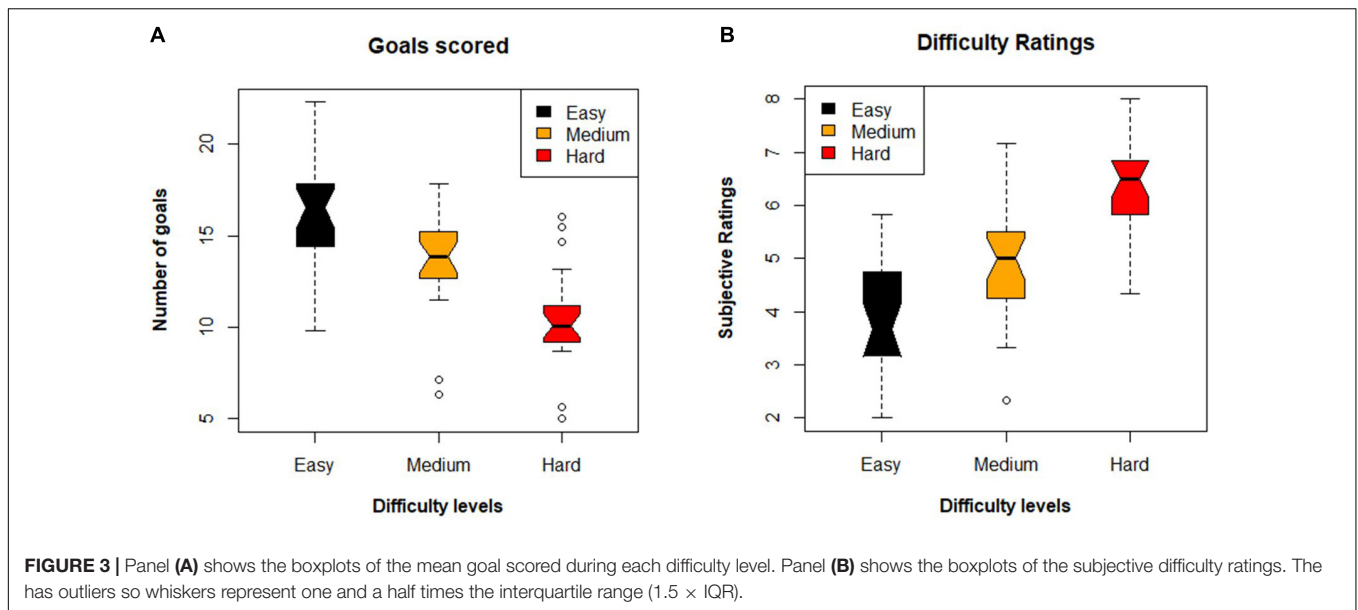 A
Goals scored
Easy
Medium
Hard
Number of goals
20
15
10
5
Easy Medium Hard
Difficulty levels
B
Difficulty Ratings
Easy
Medium
Hard
Subjective Ratings
8
7
6
5
4
3
2
Easy Medium Hard
Difficulty levels
FIGURE 3 | Panel (A) shows the boxplots of the mean goal scored during each difficulty level. Panel (B) shows the boxplots of the subjective difficulty ratings. The
has outliers so whiskers represent one and a half times the interquartile range (1.5 × IQR).